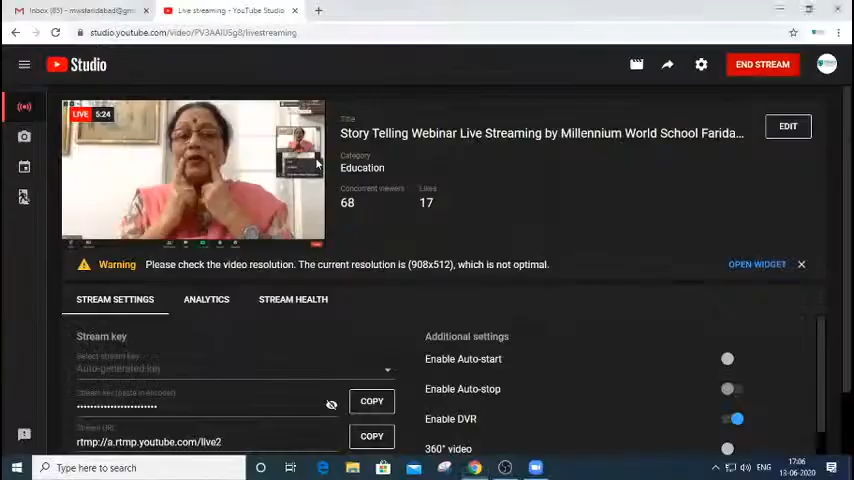 Inbox (85) - mwsfaridabad@gm
Live streaming - YouTube Studio
studio.youtube.com/video/PV3AAIIJ5g8/livestreaming
Studio
END STREAM
LIVE 5:24
Title
Story Telling Webinar Live Streaming by Millennium World School Farida...
EDIT
Category
Education
Concurrent viewers
Likes
68
17
Warning
Please check the video resolution. The current resolution is (908x512), which is not optimal.
OPEN WIDGET
STREAM SETTINGS
ANALYTICS
STREAM HEALTH
Stream key
Additional settings
Select stream key
Auto-generated key
Enable Auto-start
Enable Auto-stop
Stream key (paste in encoder)
COPY
Enable DVR
Stream URL
rtmp://a.rtmp.youtube.com/live2
COPY
360° video
Type here to search
ENG
17:06
13-06-2020